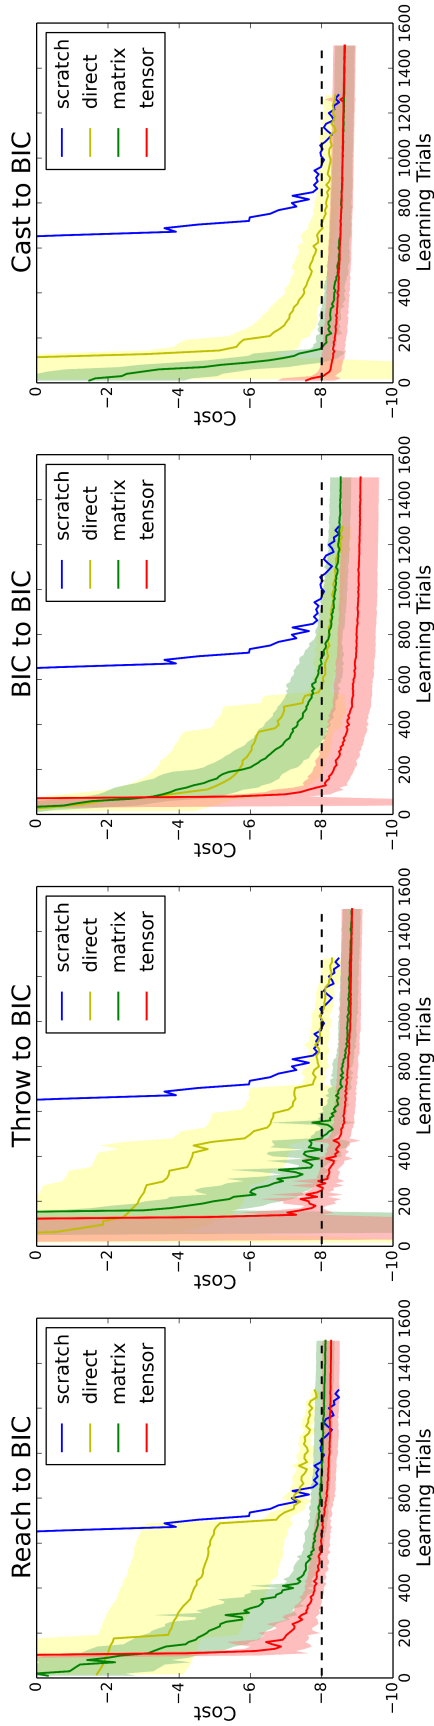 Reach to BIC
scratch
direct
matrix
tensor
0
−2
−4
−6
−8
−10
Cost
0 200 400 600 800 1000 1200 1400 1600
Learning Trials
Throw to BIC
scratch
direct
matrix
tensor
0
−2
−4
−6
−8
−10
Cost
0 200 400 600 800 1000 1200 1400 1600
Learning Trials
BIC to BIC
scratch
direct
matrix
tensor
0
−2
−4
−6
−8
−10
Cost
0 200 400 600 800 1000 1200 1400 1600
Learning Trials
Cast to BIC
scratch
direct
matrix
tensor
0
−2
−4
−6
−8
−10
Cost
0 200 400 600 800 1000 1200 1400 1600
Learning Trials